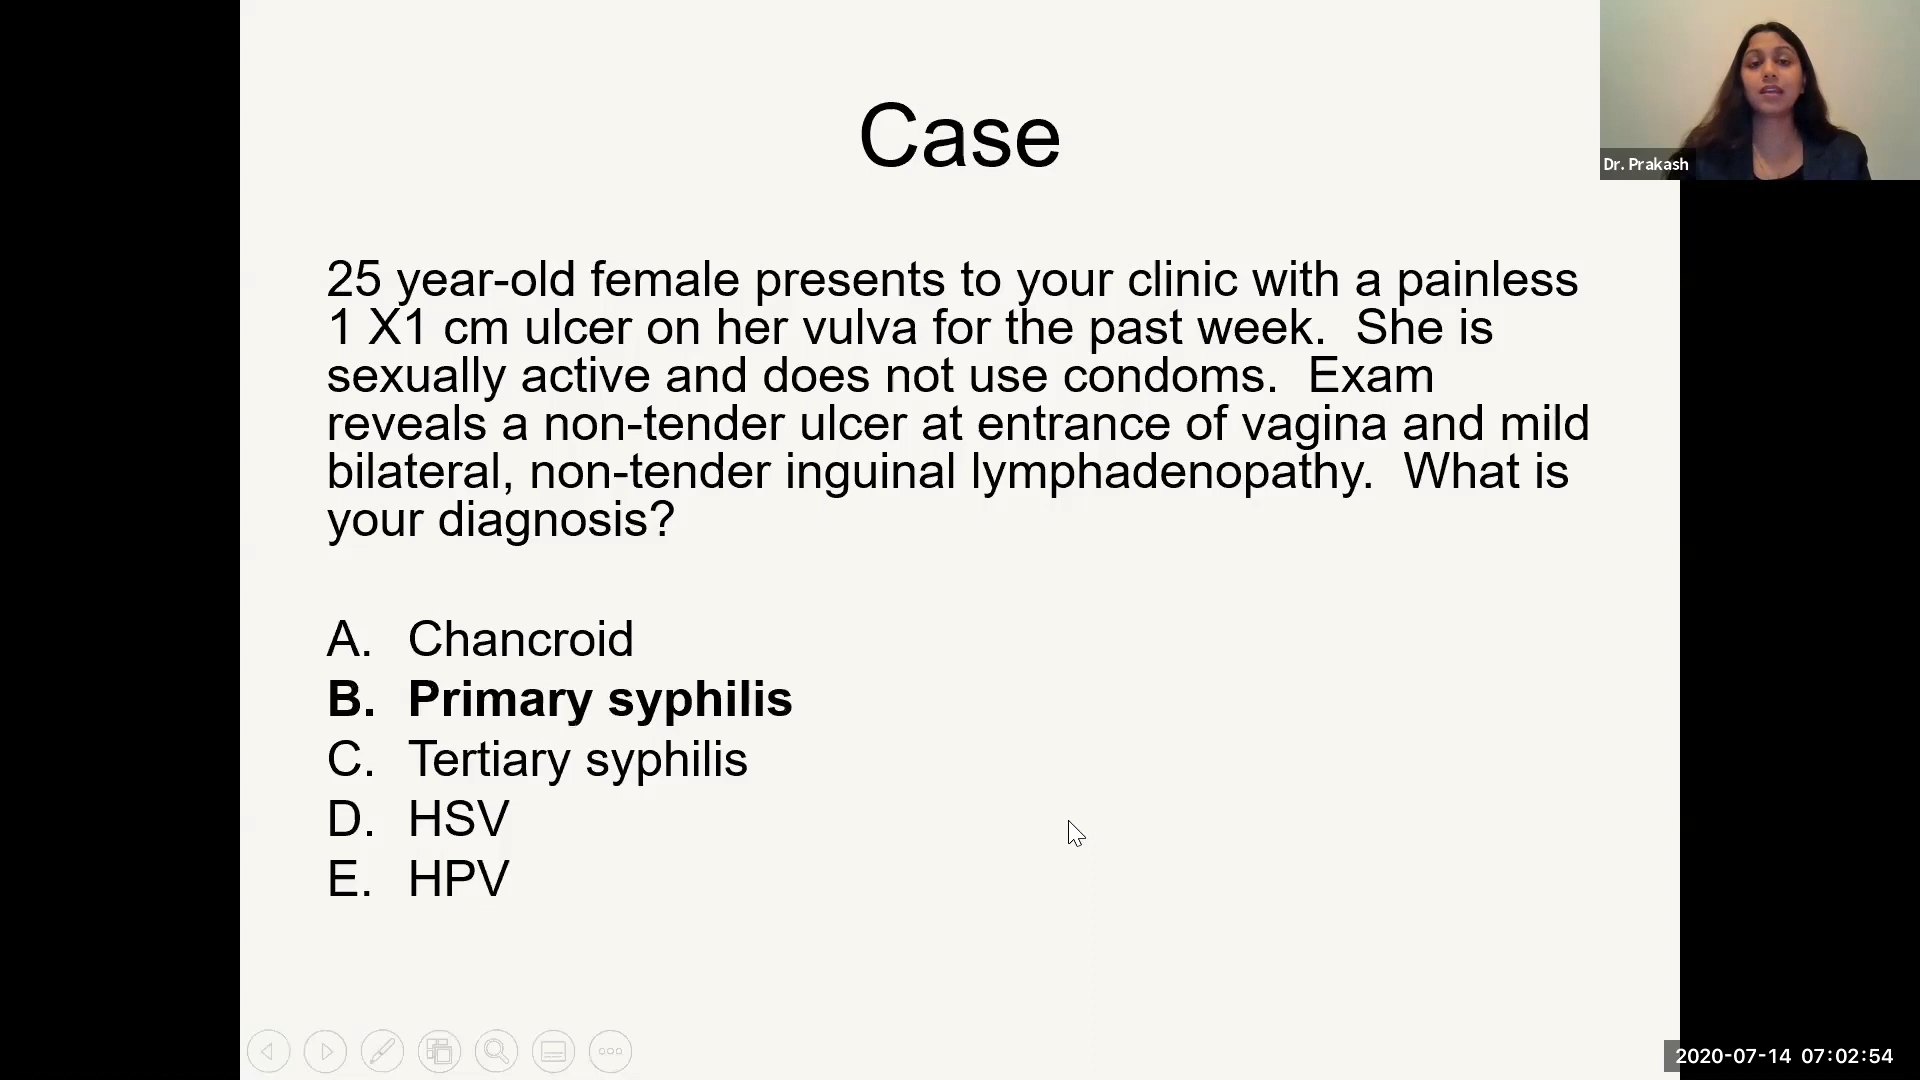 Case
Dr. Prakash
25 year-old female presents to your clinic with a painless
1 X1 cm ulcer on her vulva for the past week.  She is
sexually active and does not use condoms.  Exam
reveals a non-tender ulcer at entrance of vagina and mild
bilateral, non-tender inguinal lymphadenopathy.  What is
your diagnosis?
A. Chancroid
B. Primary syphilis
C. Tertiary syphilis
D. HSV
E. HPV
2020-07-14 07:02:54